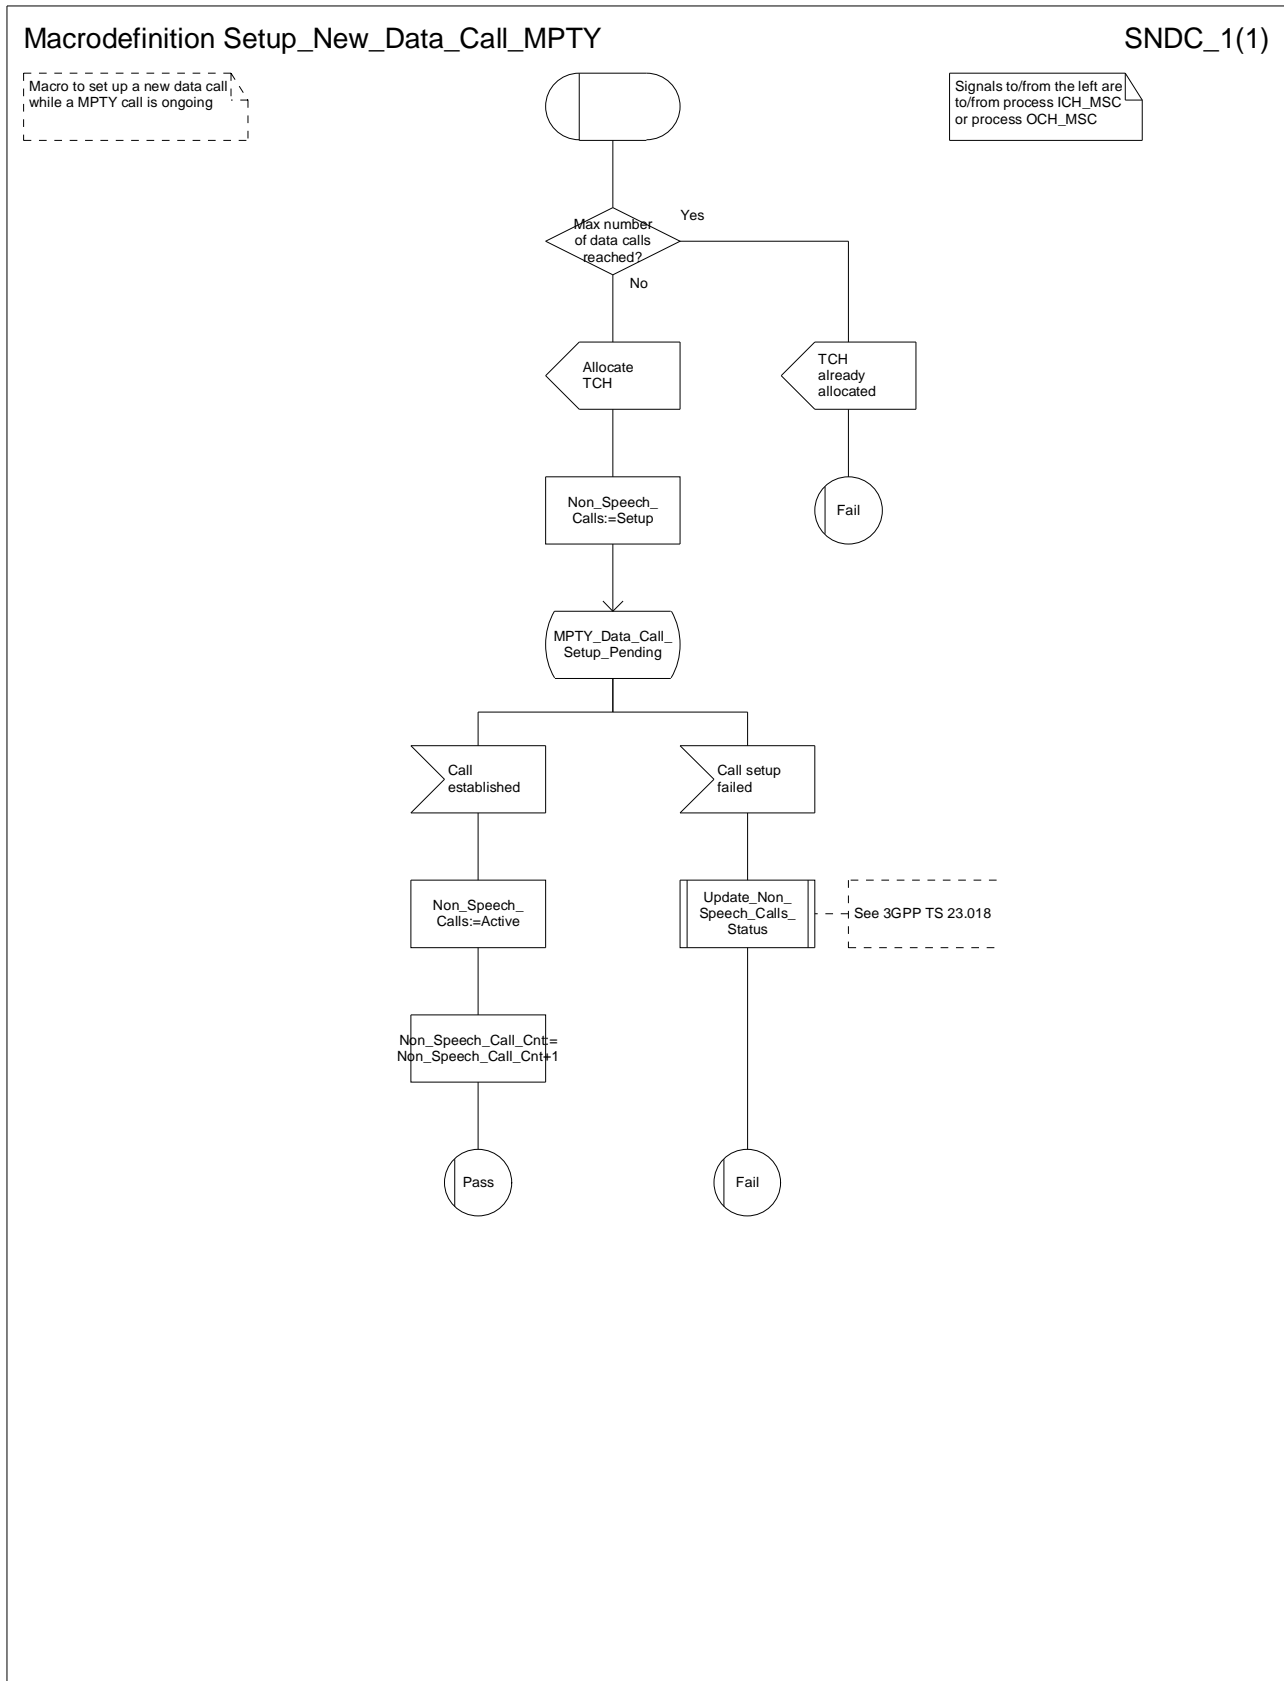 Macrodefinition Setup_New_Data_Call_MPTY
SNDC_1(1)
Macro to set up a new data call
while a MPTY call is ongoing
Signals to/from the left are
to/from process ICH_MSC
or process OCH_MSC
Max number
of data calls
reached?
Yes
No
Allocate
TCH
TCH
already
allocated
Non_Speech_
Calls:=Setup
Fail
MPTY_Data_Call_
Setup_Pending
Call
established
Call setup
failed
Non_Speech_
Calls:=Active
Update_Non_
Speech_Calls_
Status
See 3GPP TS 23.018
Non_Speech_Call_Cnt:=
Non_Speech_Call_Cnt+1
Pass
Fail